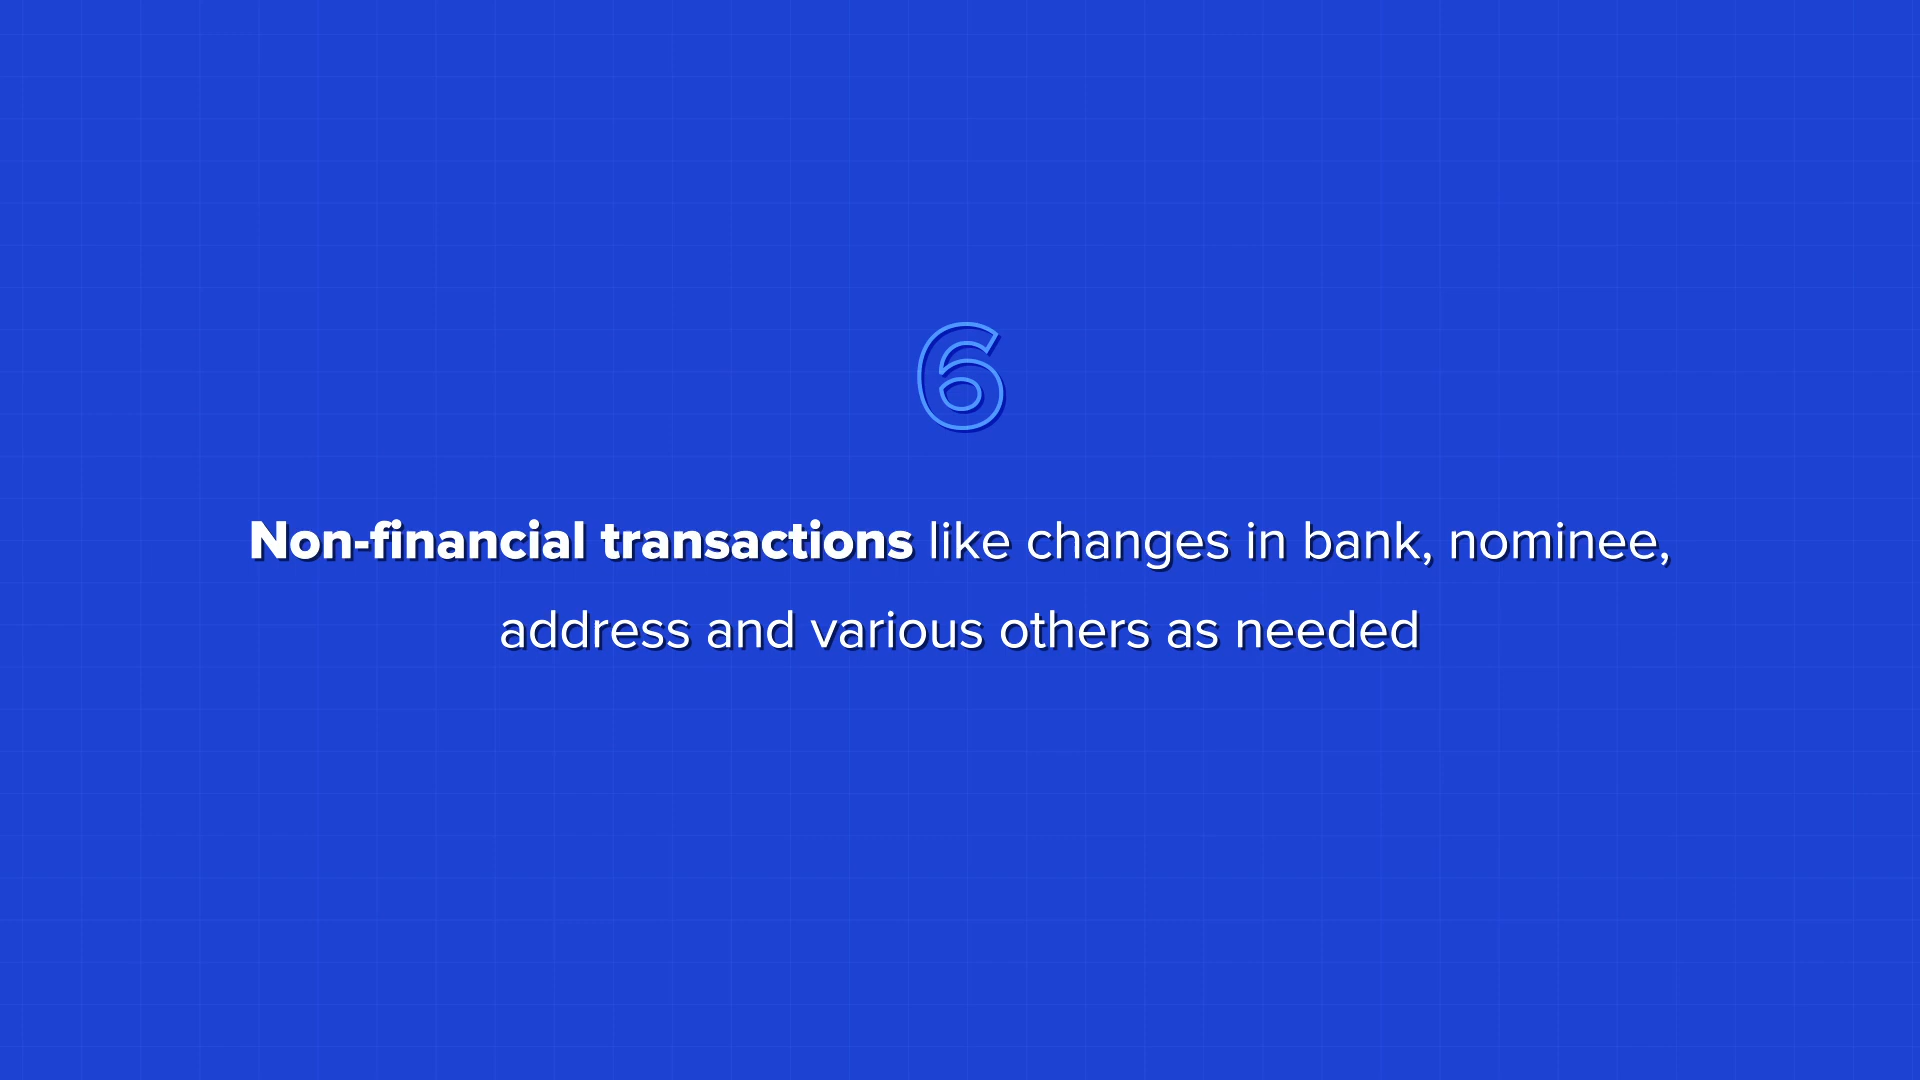 6
Non-financial transactions like changes in bank, nominee,
address and various others as needed